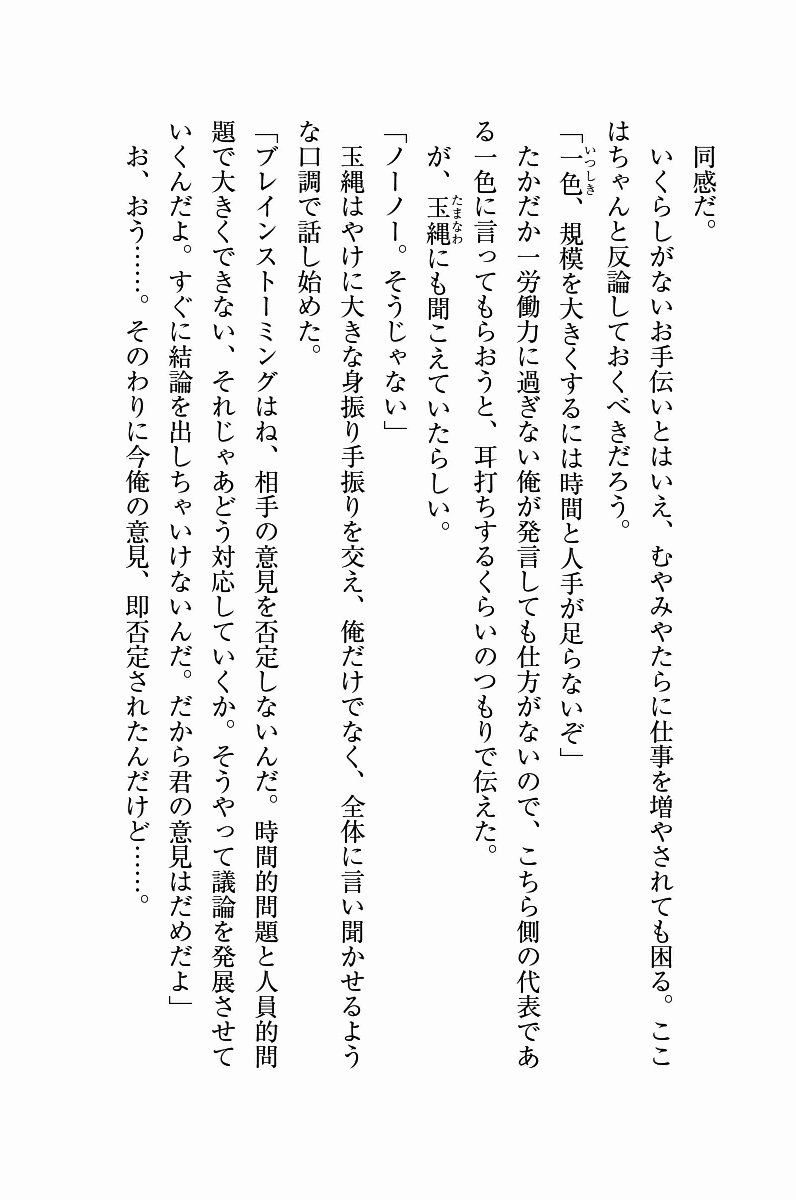 同感だ。
いくらしがないお手伝いとはいえ、むやみやたらに仕事を増やされても困る。ここ
はちゃんと反論しておくべきだろう。
「一色、規模を大きくするには時間と人手が足らないぞ」
たかだか一労働力に過ぎない俺が発言しても仕方がないので、こちら側の代表であ
る一色に言ってもらおうと、耳打ちするくらいのつもりで伝えた。
が、玉縄にも聞こえていたらしい。
「ノーノー。そうじゃない」
玉縄はやけに大きな身振り手振りを交え、俺だけでなく、全体に言い聞かせるよう
な口調で話し始めた。
「ブレインストーミングはね、相手の意見を否定しないんだ。時間的問題と人員的問
題で大きくできない、それじゃあどう対応していくか。そうやって議論を発展させて
いくんだよ。すぐに結論を出しちゃいけないんだ。だから君の意見はだめだよ」
お、おう……。そのわりに今俺の意見、即否定されたんだけど……。
いつしき
たまなわ